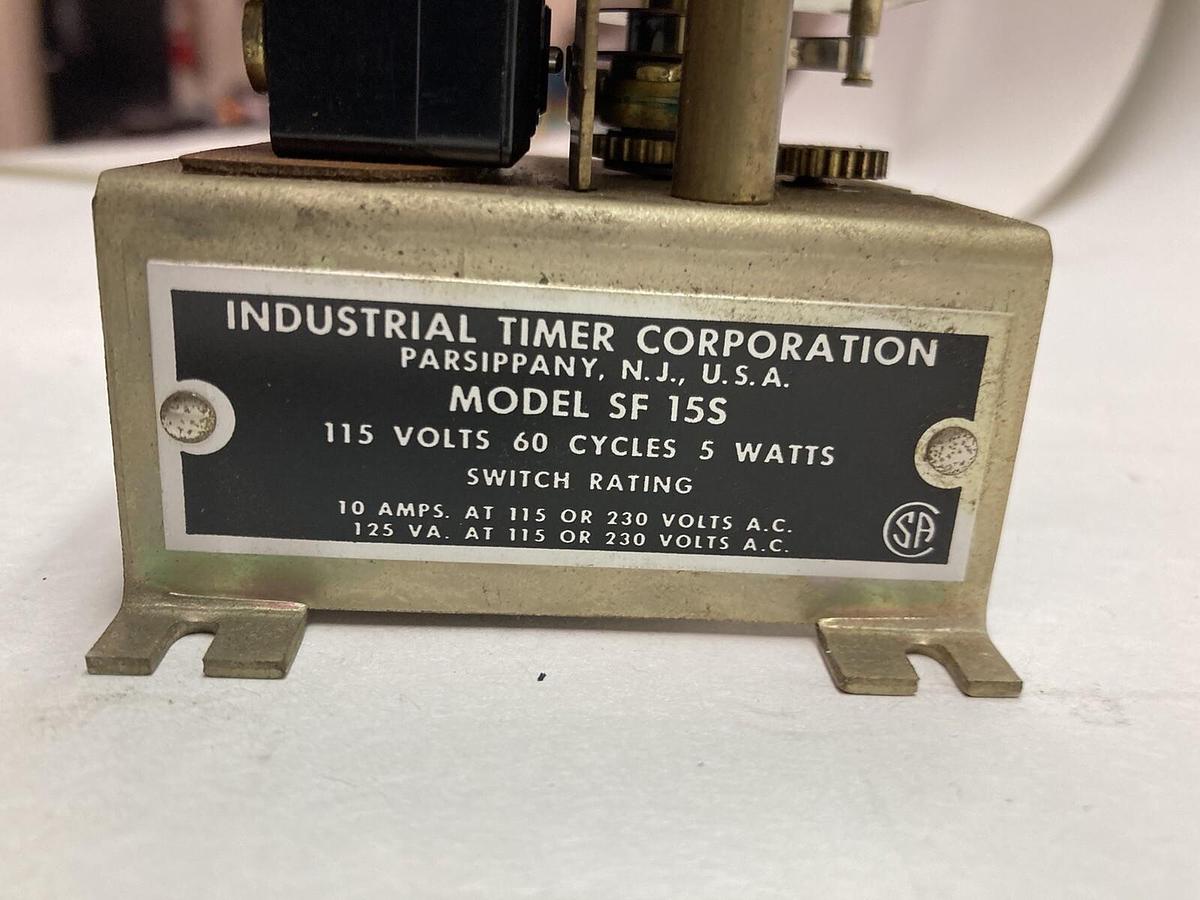 INDUSTRIAL TIMER CORPORATION
PARSIPPANY, N.J., U.S.A.
MODEL SF 15S
115 VOLTS 60 CYCLES 5 WATTS
SWITCH RATING
10 AMPS. AT 115 OR 230 VOLTS A.C.
125 VA. AT 115 OR 230 VOLTS A.C.
CSA